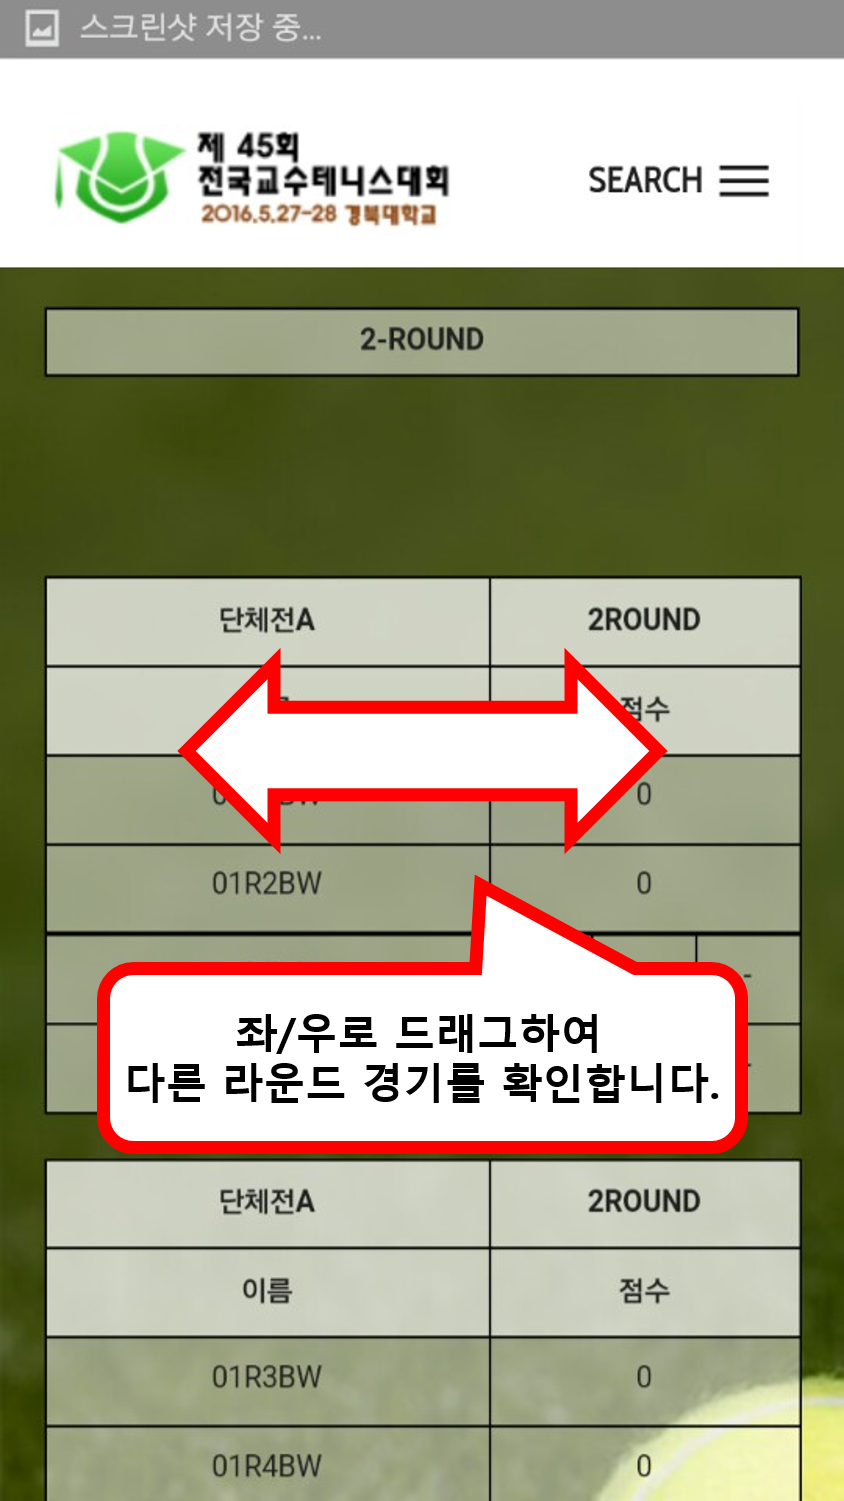 스크린샷 저장 중...
제 45회
전국교수테니스대회
2016.5.27-28 경북대학교
SEARCH
2-ROUND
단체전A 2ROUND
점수
0
01R2BW 0
-
좌/우로 드래그하여
다른 라운드 경기를 확인합니다.
단체전A 2ROUND
이름 점수
01R3BW 0
01R4BW 0